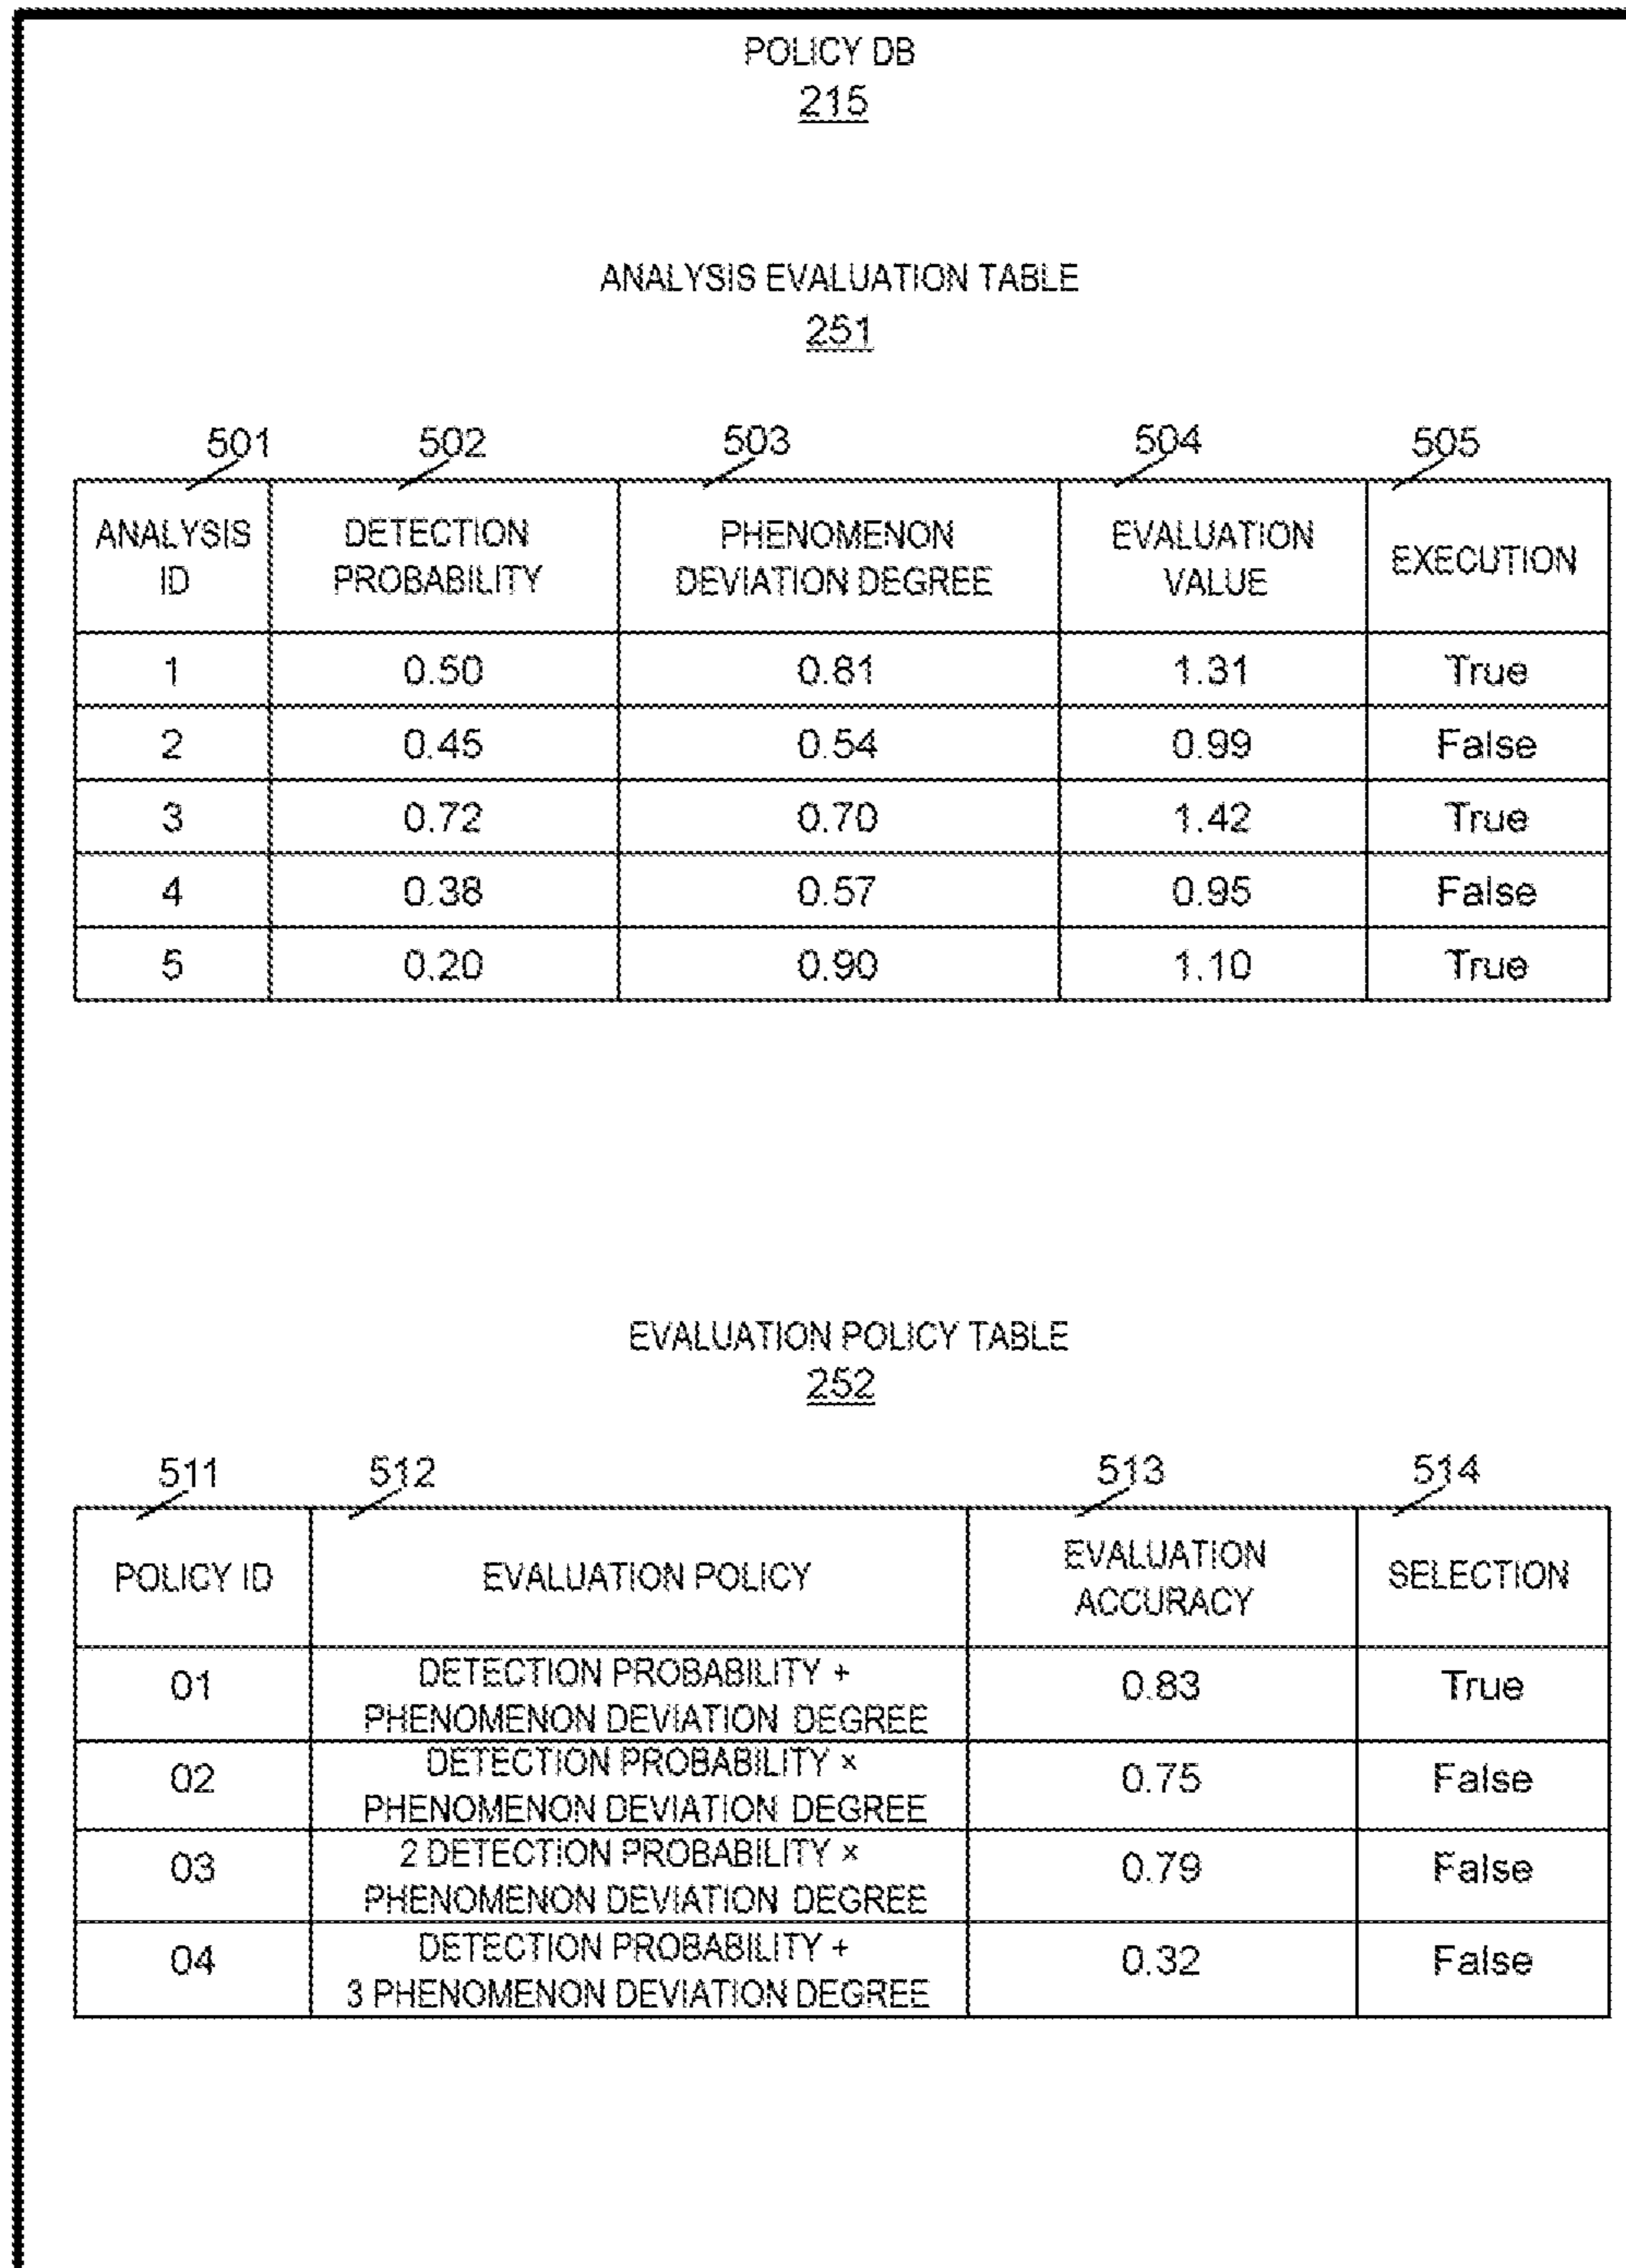 POLICY DB
215
ANALYSIS EVALUATION TABLE
251
501 502 503 504 505
ANALYSIS ID DETECTION PROBABILITY PHENOMENON DEVIATION DEGREE EVALUATION VALUE EXECUTION
1 0.50 0.81 1.31 True
2 0.45 0.54 0.99 False
3 0.72 0.70 1.42 True
4 0.38 0.57 0.95 False
5 0.20 0.90 1.10 True
EVALUATION POLICY TABLE
252
511 512 513 514
POLICY ID EVALUATION POLICY EVALUATION ACCURACY SELECTION
01 DETECTION PROBABILITY + PHENOMENON DEVIATION DEGREE 0.83 True
02 DETECTION PROBABILITY × PHENOMENON DEVIATION DEGREE 0.75 False
03 2 DETECTION PROBABILITY × PHENOMENON DEVIATION DEGREE 0.79 False
04 DETECTION PROBABILITY + 3 PHENOMENON DEVIATION DEGREE 0.32 False